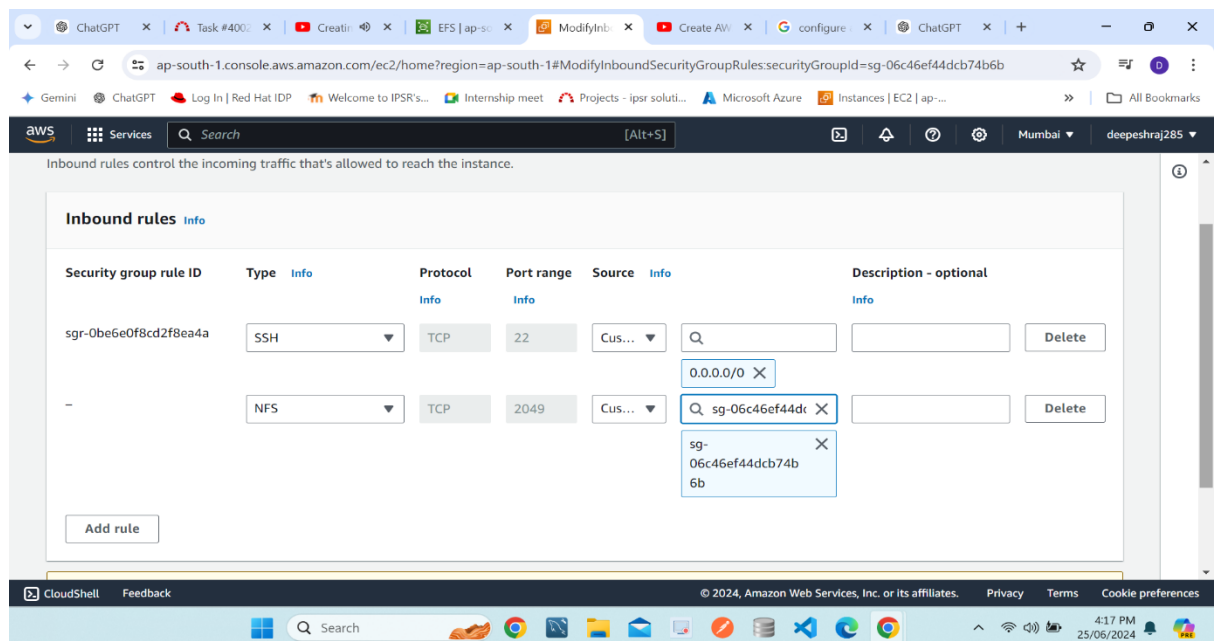 ChatGPT
Task #4002
Creatin
EFS | ap-so
ModifyInbo
Create AW
configure
ChatGPT
ap-south-1.console.aws.amazon.com/ec2/home?region=ap-south-1#ModifyInboundSecurityGroupRules:securityGroupId=sg-06c46ef44dcb74b6b
D
Gemini ChatGPT Log In | Red Hat IDP Welcome to IPSR's... Internship meet Projects - ipsr soluti... Microsoft Azure Instances | EC2 | ap-... » All Bookmarks
aws Services Search [Alt+S] Mumbai deepeshraj285
Inbound rules control the incoming traffic that's allowed to reach the instance.
Inbound rules Info
Security group rule ID Type Info Protocol Port range Source Info Description - optional
Info Info Info
sgr-0be6e0f8cd2f8ea4a SSH TCP 22 Cus... Delete
0.0.0.0/0
– NFS TCP 2049 Cus... sg-06c46ef44dc Delete
sg-
06c46ef44dcb74b
6b
Add rule
CloudShell Feedback © 2024, Amazon Web Services, Inc. or its affiliates. Privacy Terms Cookie preferences
Search 4:17 PM
25/06/2024
PRE